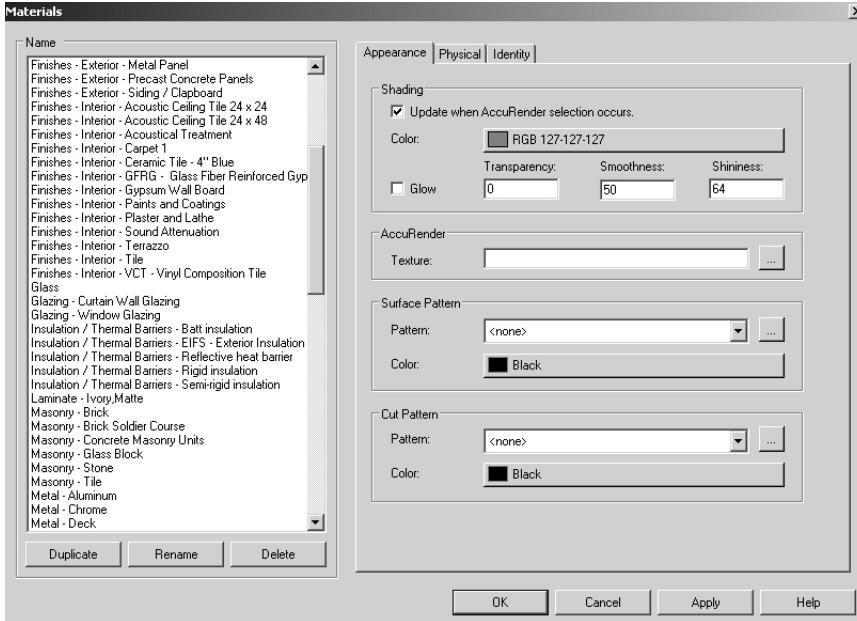 Materials
Name
Finishes - Exterior - Metal Panel
Finishes - Exterior - Precast Concrete Panels
Finishes - Exterior - Siding / Clapboard
Finishes - Interior - Acoustic Ceiling Tile 24 x 24
Finishes - Interior - Acoustic Ceiling Tile 24 x 48
Finishes - Interior - Acoustical Treatment
Finishes - Interior - Carpet 1
Finishes - Interior - Ceramic Tile - 4" Blue
Finishes - Interior - GFRG - Glass Fiber Reinforced Gyp
Finishes - Interior - Gypsum Wall Board
Finishes - Interior - Paints and Coatings
Finishes - Interior - Plaster and Lathe
Finishes - Interior - Sound Attenuation
Finishes - Interior - Terrazzo
Finishes - Interior - Tile
Finishes - Interior - VCT - Vinyl Composition Tile
Glass
Glazing - Curtain Wall Glazing
Glazing - Window Glazing
Insulation / Thermal Barriers - Batt insulation
Insulation / Thermal Barriers - EIFS - Exterior Insulation
Insulation / Thermal Barriers - Reflective heat barrier
Insulation / Thermal Barriers - Rigid insulation
Insulation / Thermal Barriers - Semi-rigid insulation
Laminate - Ivory,Matte
Masonry - Brick
Masonry - Brick Soldier Course
Masonry - Concrete Masonry Units
Masonry - Glass Block
Masonry - Stone
Masonry - Tile
Metal - Aluminum
Metal - Chrome
Metal - Deck
Duplicate Rename Delete
Appearance Physical Identity
Shading
Update when AccuRender selection occurs.
Color: RGB 127-127-127
Transparency: Smoothness: Shininess:
Glow 0 50 64
AccuRender
Texture: ...
Surface Pattern
Pattern: <none> ...
Color: Black
Cut Pattern
Pattern: <none> ...
Color: Black
OK Cancel Apply Help